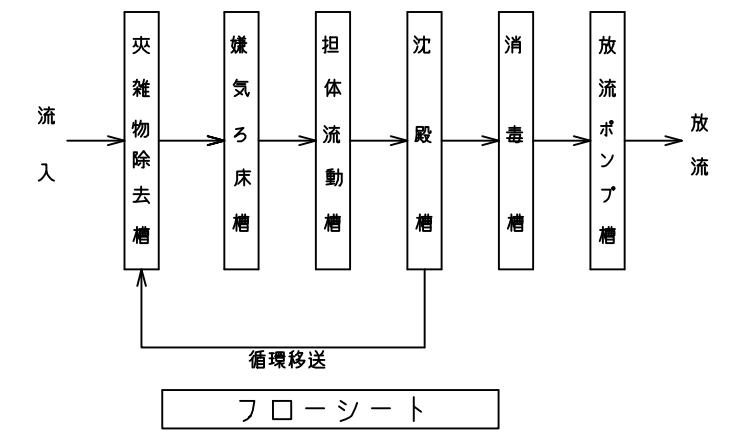 流入
夾雑物除去槽
嫌気ろ床槽
担体流動槽
沈殿槽
消毒槽
放流ポンプ槽
放流
循環移送
フローシート